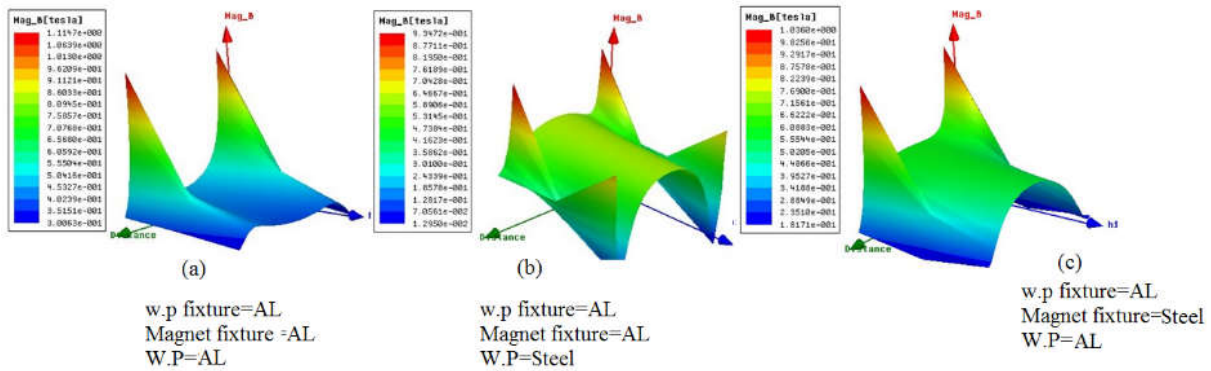 Mag_B[tesla]
1.1147e+000
1.0639e+000
1.0130e+000
9.6209e-001
9.1121e-001
8.6033e-001
8.0945e-001
7.5857e-001
7.0768e-001
6.5680e-001
6.0592e-001
5.5504e-001
5.0416e-001
4.5327e-001
4.0239e-001
3.5151e-001
3.0063e-001
Mag_B
Distance
(a)
w.p fixture=AL
Magnet fixture =AL
W.P=AL
Mag_B[tesla]
9.3472e-001
8.7711e-001
8.1950e-001
7.6189e-001
7.0428e-001
6.4667e-001
5.8906e-001
5.3145e-001
4.7384e-001
4.1623e-001
3.5862e-001
3.0100e-001
2.4339e-001
1.8578e-001
1.2817e-001
7.0561e-002
1.2950e-002
Mag_B
Distance
(b)
w.p fixture=AL
Magnet fixture=AL
W.P=Steel
Mag_B[tesla]
1.0360e+000
9.8256e-001
9.2917e-001
8.7578e-001
8.2239e-001
7.6900e-001
7.1561e-001
6.6222e-001
6.0883e-001
5.5544e-001
5.0205e-001
4.4866e-001
3.9527e-001
3.4188e-001
2.8849e-001
2.3510e-001
1.8171e-001
Mag_B
Distance
h1
(c)
w.p fixture=AL
Magnet fixture=Steel
W.P=AL